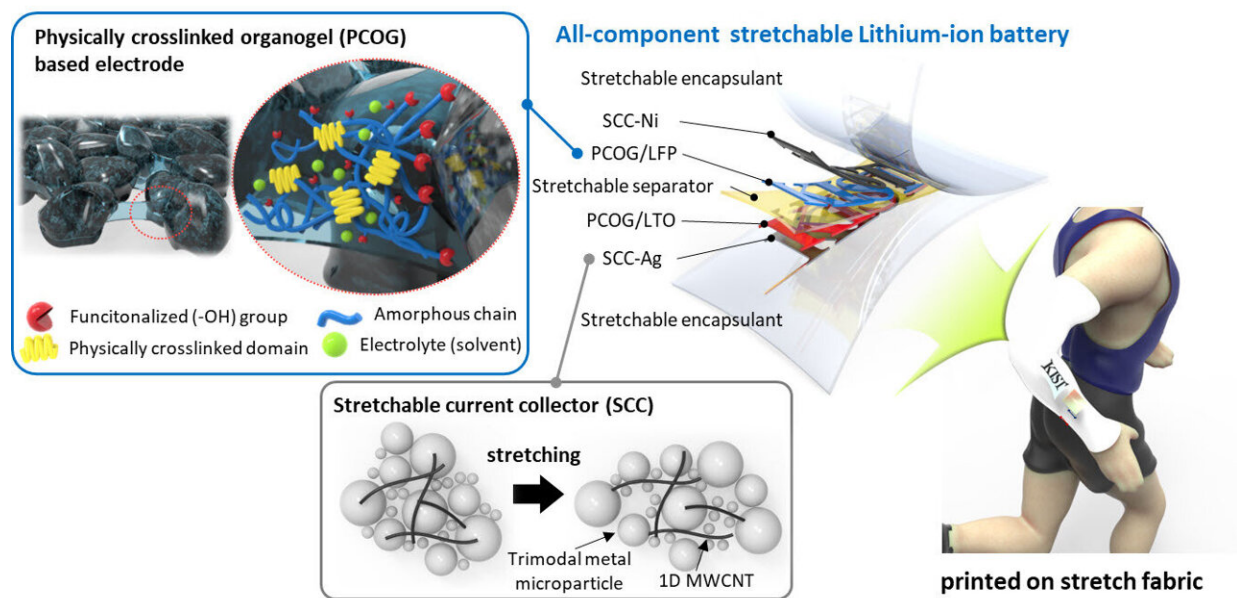 Physically crosslinked organogel (PCOG)
based electrode
Funcitonalized (-OH) group
Amorphous chain
Physically crosslinked domain
Electrolyte (solvent)
All-component stretchable Lithium-ion battery
Stretchable encapsulant
SCC-Ni
PCOG/LFP
Stretchable separator
PCOG/LTO
SCC-Ag
Stretchable encapsulant
KIST
Stretchable current collector (SCC)
stretching
Trimodal metal
microparticle
1D MWCNT
printed on stretch fabric